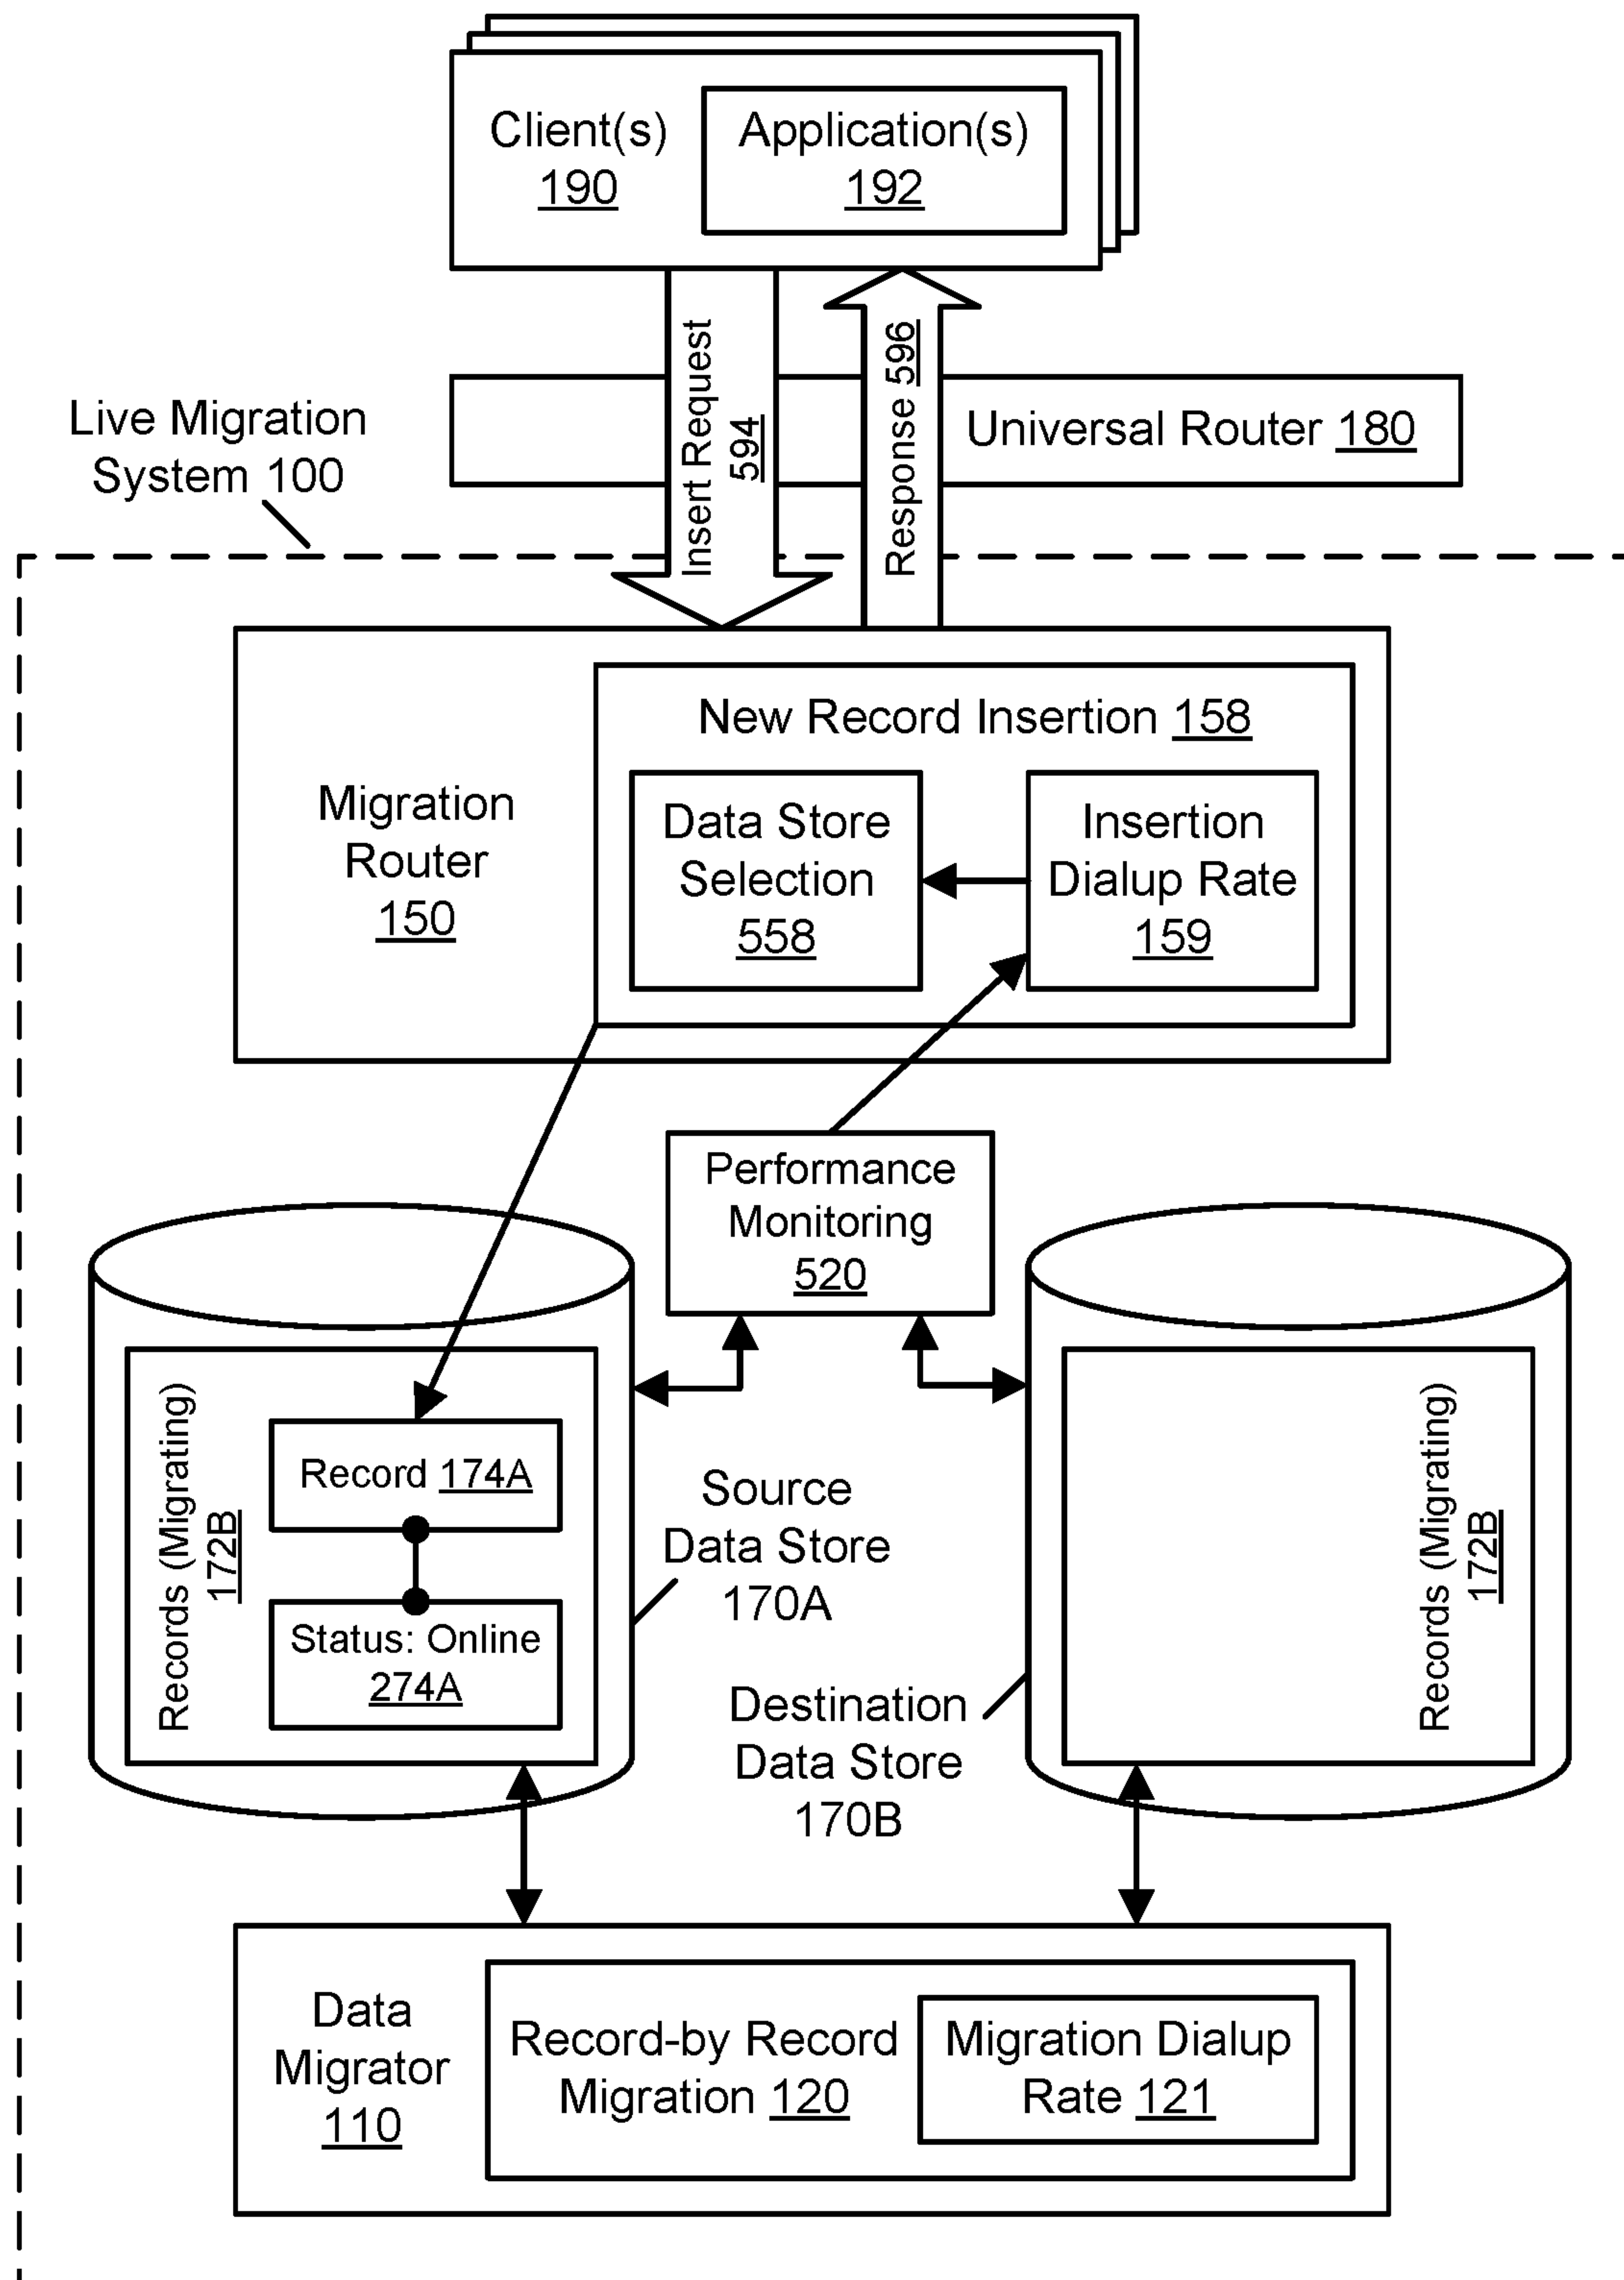 Client(s)
190
Application(s)
192
Insert Request
594
Response 596
Universal Router 180
Live Migration
System 100
New Record Insertion 158
Migration
Router
150
Data Store
Selection
558
Insertion
Dialup Rate
159
Performance
Monitoring
520
Records (Migrating)
172B
Record 174A
Status: Online
274A
Source
Data Store
170A
Destination
Data Store
170B
Records (Migrating)
172B
Data
Migrator
110
Record-by Record
Migration 120
Migration Dialup
Rate 121